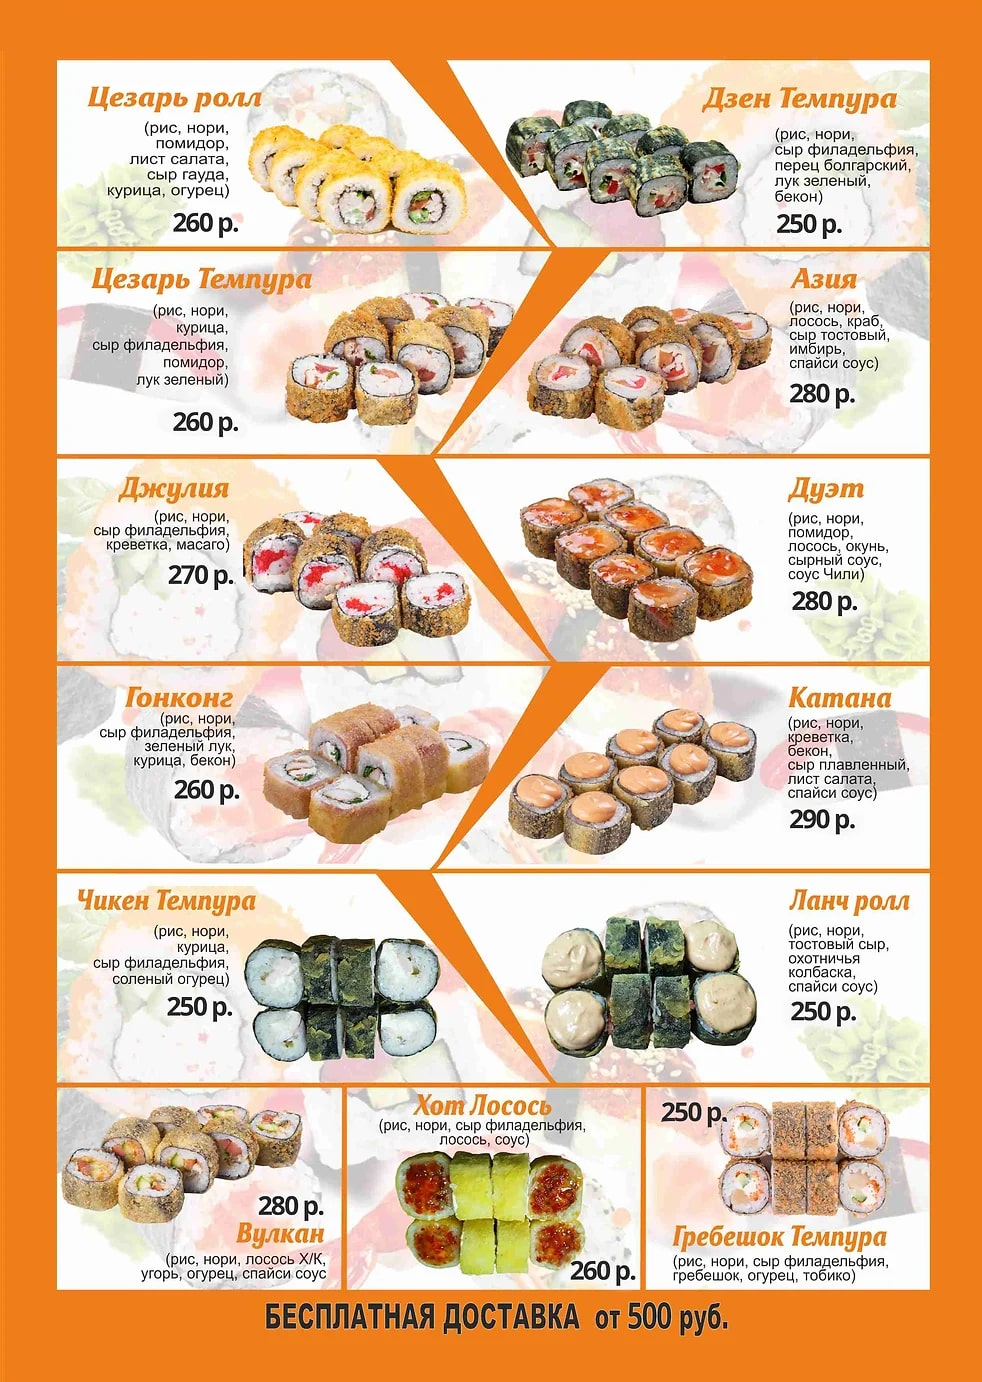 Цезарь ролл
(рис, нори,
помидор,
лист салата,
сыр гауда,
курица, огурец)
260 р.
Дзен Темпура
(рис, нори,
сыр филадельфия,
перец болгарский,
лук зеленый,
бекон)
250 р.
Цезарь Темпура
(рис, нори,
курица,
сыр филадельфия,
помидор,
лук зеленый)
260 р.
Азия
(рис, нори,
лосось, краб,
сыр тостовый,
имбирь,
спайси соус)
280 р.
Джулия
(рис, нори,
сыр филадельфия,
креветка, масаго)
270 р.
Дуэт
(рис, нори,
помидор,
лосось, окунь,
сырный соус,
соус Чили)
280 р.
Гонконг
(рис, нори,
сыр филадельфия,
зеленый лук,
курица, бекон)
260 р.
Катана
(рис, нори,
креветка,
бекон,
сыр плавленный,
лист салата,
спайси соус)
290 р.
Чикен Темпура
(рис, нори,
курица,
сыр филадельфия,
соленый огурец)
250 р.
Ланч ролл
(рис, нори,
тостовый сыр,
охотничья
колбаска,
спайси соус)
250 р.
280 р.
Вулкан
(рис, нори, лосось Х/К,
угорь, огурец, спайси соус
Хот Лосось
(рис, нори, сыр филадельфия,
лосось, соус)
260 р.
250 р.
Гребешок Темпура
(рис, нори, сыр филадельфия,
гребешок, огурец, тобико)
БЕСПЛАТНАЯ ДОСТАВКА от 500 руб.